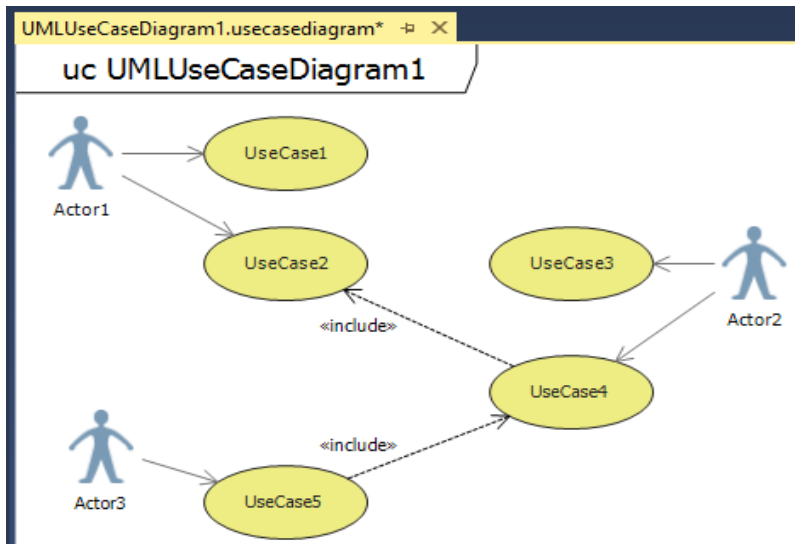 UMLUseCaseDiagram1.usecasediagram*
uc UMLUseCaseDiagram1
UseCase1
Actor1
UseCase2
UseCase3
Actor2
«include»
UseCase4
«include»
Actor3
UseCase5